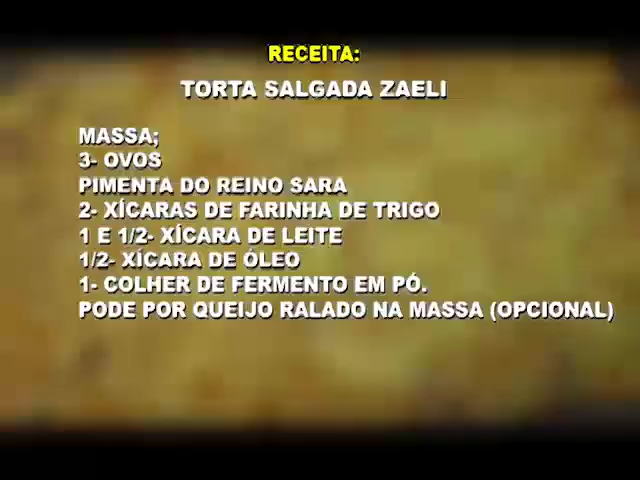 RECEITA:
TORTA SALGADA ZAELI
MASSA;
3- OVOS
PIMENTA DO REINO SARA
2- XÍCARAS DE FARINHA DE TRIGO
1 E 1/2- XÍCARA DE LEITE
1/2- XÍCARA DE ÓLEO
1- COLHER DE FERMENTO EM PÓ.
PODE POR QUEIJO RALADO NA MASSA (OPCIONAL)